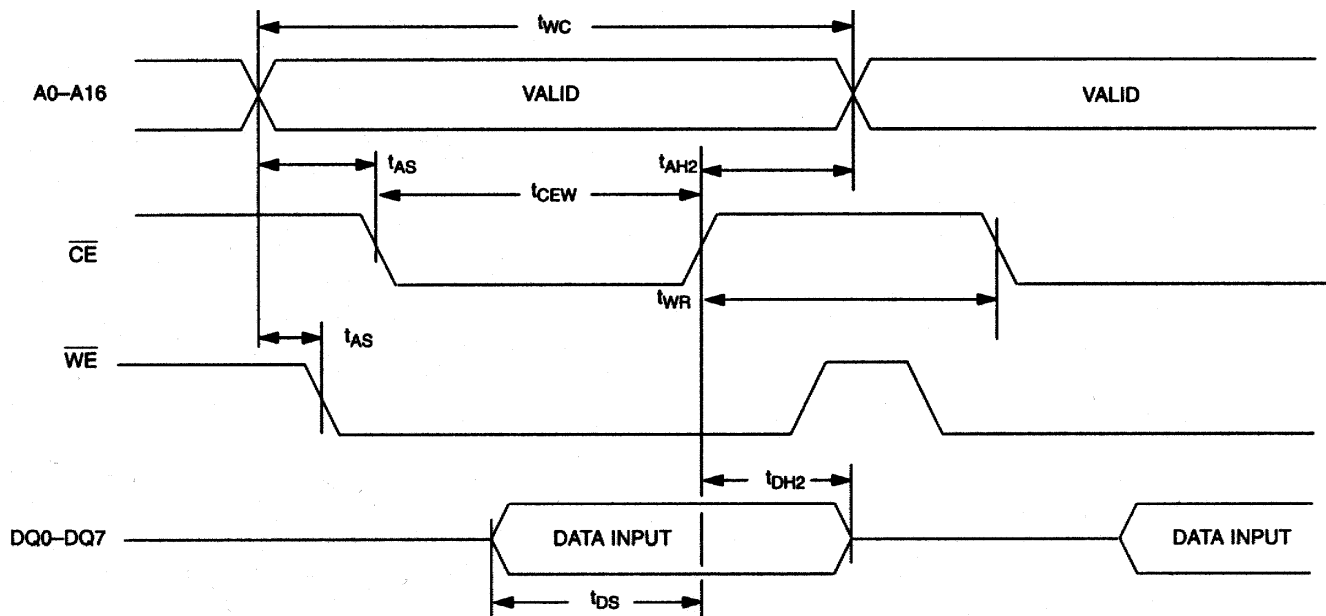 tWC
A0–A16
VALID
VALID
tAS
tAH2
tCEW
CE
tWR
tAS
WE
tDH2
DQ0–DQ7
DATA INPUT
DATA INPUT
tDS